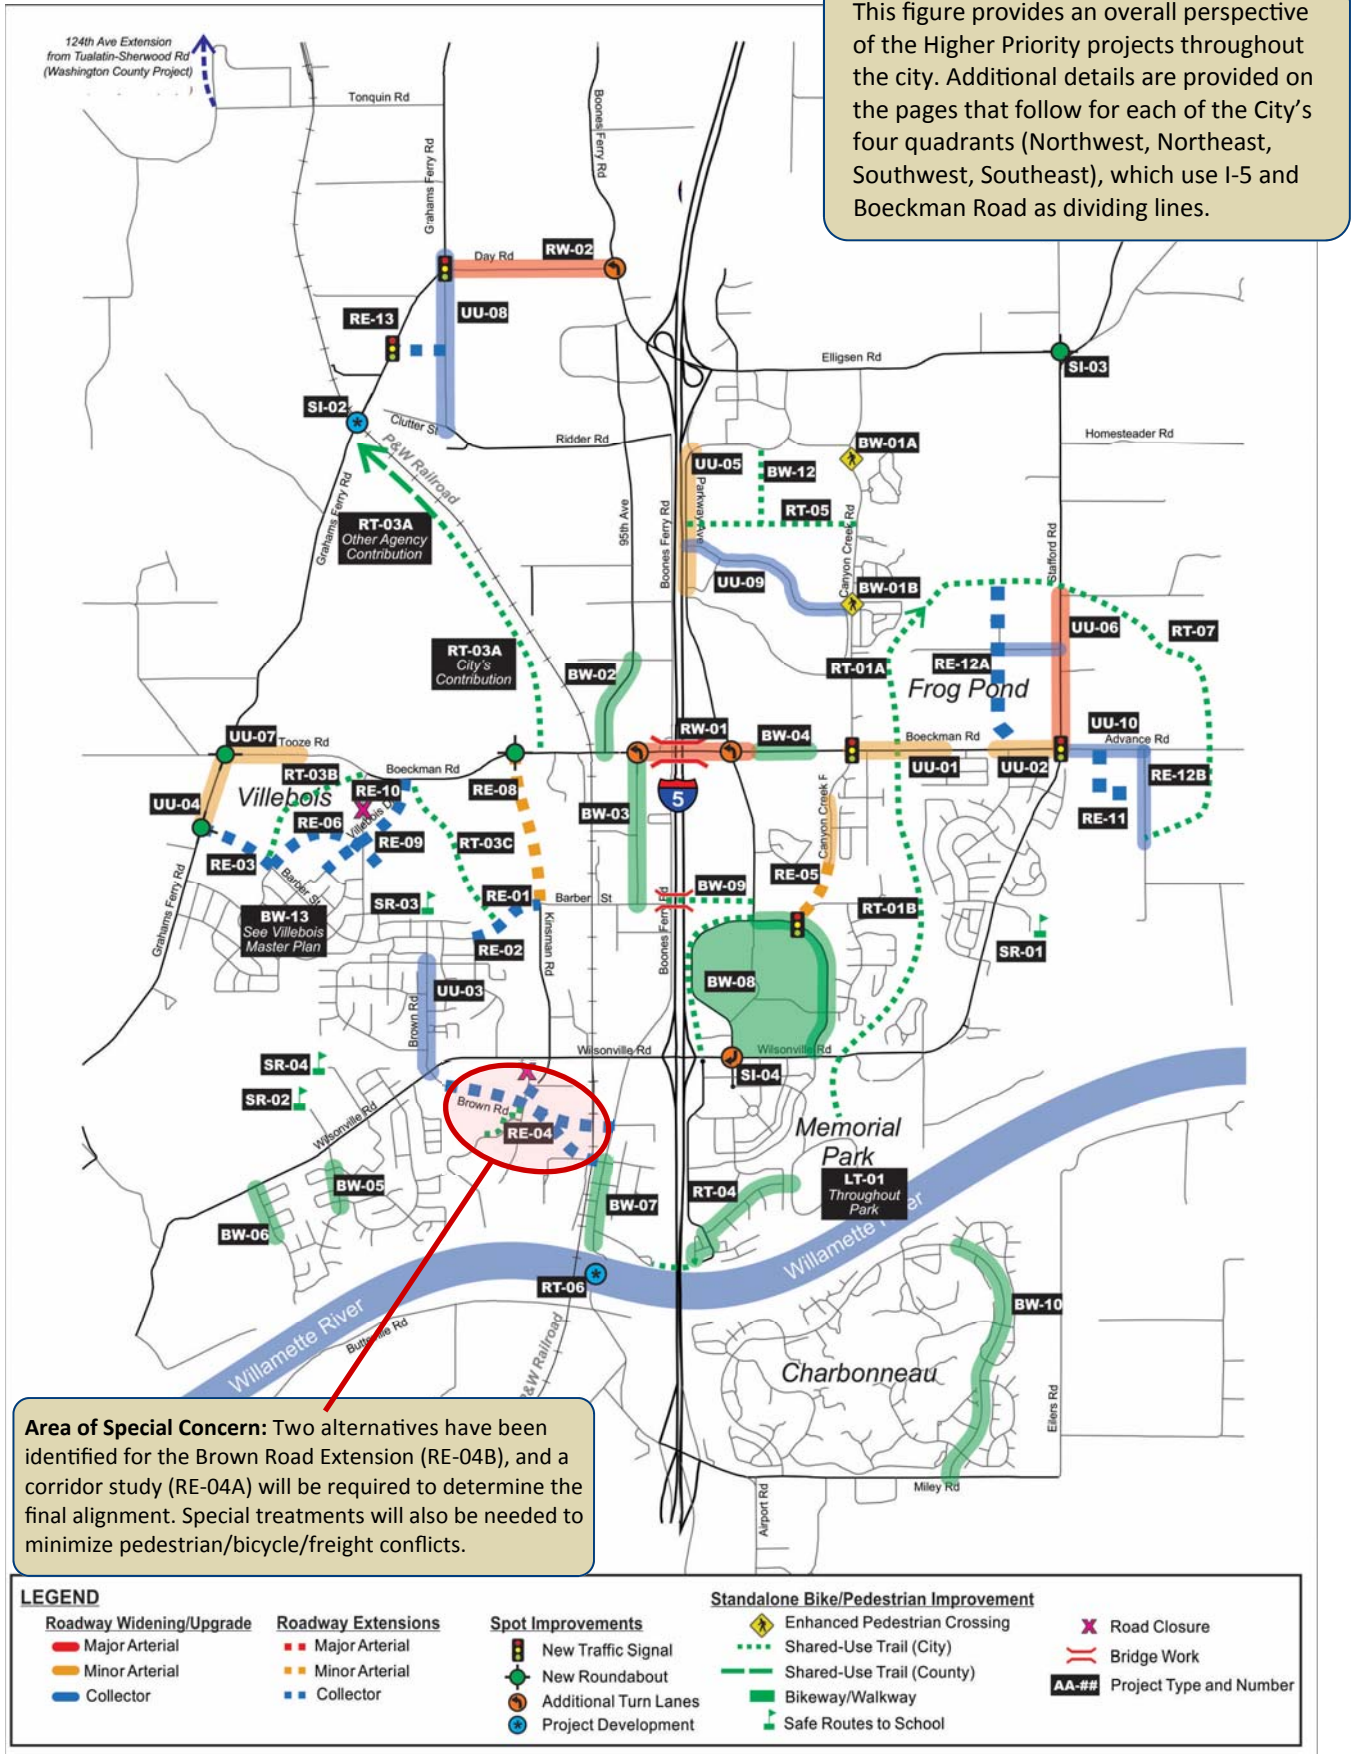 This figure provides an overall perspective
of the Higher Priority projects throughout
the city. Additional details are provided on
the pages that follow for each of the City's
four quadrants (Northwest, Northeast,
Southwest, Southeast), which use I-5 and
Boeckman Road as dividing lines.
124th Ave Extension
from Tualatin-Sherwood Rd
(Washington County Project)
Tonquin Rd
Grahams Ferry Rd
Boones Ferry Rd
Grahams Ferry Rd
Day Rd
RW-02
RE-13
UU-08
Elligsen Rd
SI-03
SI-02
Clutter St
P&W Railroad
Ridder Rd
Homesteader Rd
BW-01A
UU-05
BW-12
Parkway Ave
RT-05
Grahams Ferry Rd
RT-03A
Other Agency
Contribution
95th Ave
Boones Ferry Rd
Canyon Creek Rd
Stafford Rd
UU-09
BW-01B
UU-06
RT-07
RT-03A
City's
Contribution
BW-02
RT-01A
RE-12A
Frog Pond
UU-07
Tooze Rd
RW-01
BW-04
Boeckman Rd
UU-10
Advance Rd
RT-03B
Boeckman Rd
UU-01
UU-02
RE-12B
UU-04
Villebois
RE-10
RE-08
5
RE-06
BW-03
RE-11
RE-03
RE-09
RT-03C
Canyon Creek
Barber St
RE-05
Grahams Ferry Rd
SR-03
RE-01
Barber St
BW-09
RT-01B
BW-13
See Villebois
Master Plan
RE-02
Kinsman Rd
Boones Ferry Rd
SR-01
UU-03
BW-08
Brown Rd
Wilsonville Rd
Wilsonville Rd
SR-04
SI-04
SR-02
Brown Rd
Wilsonville Rd
RE-04
Memorial
Park
LT-01
Throughout
Park
BW-05
BW-07
RT-04
BW-06
Willamette River
RT-06
BW-10
Willamette River
Butteville Rd
P&W Railroad
Charbonneau
Eilers Rd
Miley Rd
Airport Rd
Area of Special Concern: Two alternatives have been
identified for the Brown Road Extension (RE-04B), and a
corridor study (RE-04A) will be required to determine the
final alignment. Special treatments will also be needed to
minimize pedestrian/bicycle/freight conflicts.
LEGEND
Roadway Widening/Upgrade
Major Arterial
Minor Arterial
Collector
Roadway Extensions
Major Arterial
Minor Arterial
Collector
Spot Improvements
New Traffic Signal
New Roundabout
Additional Turn Lanes
Project Development
Standalone Bike/Pedestrian Improvement
Enhanced Pedestrian Crossing
Shared-Use Trail (City)
Shared-Use Trail (County)
Bikeway/Walkway
Safe Routes to School
Road Closure
Bridge Work
AA-## Project Type and Number